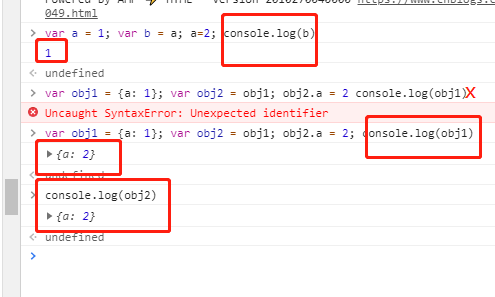 Powered by AMP ⚡ HTML – Version 2010270048000 https://www.cnblogs.c
049.html
> var a = 1; var b = a; a=2; console.log(b)
1
undefined
> var obj1 = {a: 1}; var obj2 = obj1; obj2.a = 2 console.log(obj1) X
Uncaught SyntaxError: Unexpected identifier
> var obj1 = {a: 1}; var obj2 = obj1; obj2.a = 2; console.log(obj1)
▶ {a: 2}
undefined
> console.log(obj2)
▶ {a: 2}
undefined
>